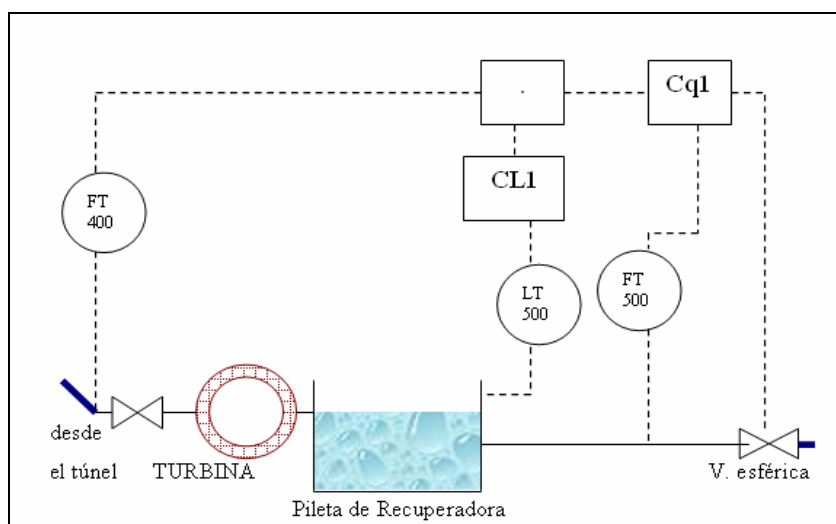 .
Cq1
CL1
FT
400
LT
500
FT
500
desde
el túnel
TURBINA
V. esférica
Pileta de Recuperadora